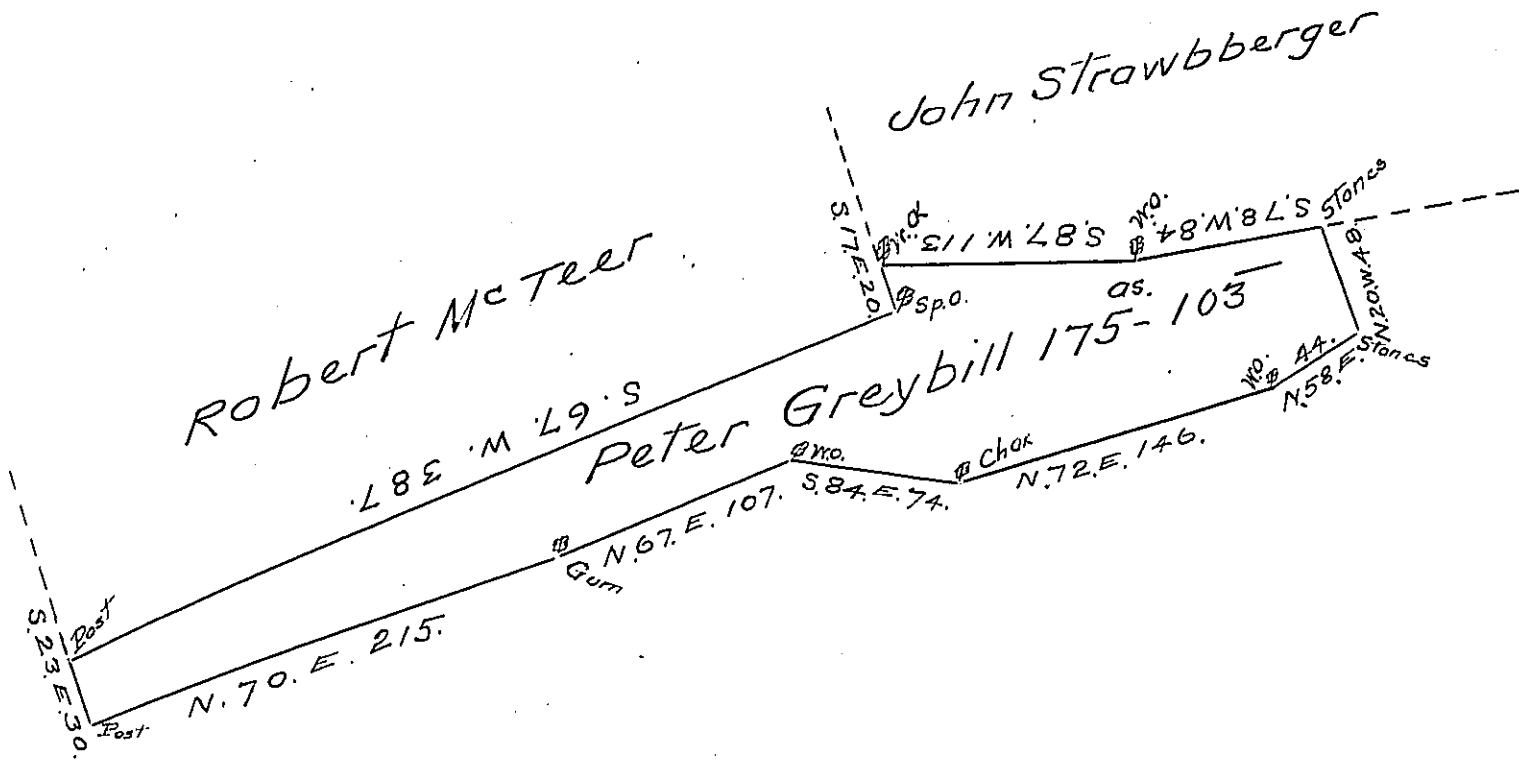 John Strawbberger
Robert McTeer
S.17.E.20.
S.87.W.113.
W.O.
S.78.W.84.
Stones
N.20.W.48.
Sp.O.
as.
Peter Greybill 175-103
S.67.W.387.
W.O.
44.
Stones
N.58.E.
W.O.
Chok
N.72.E.146.
S.84.E.74.
N.67.E.107.
Gum
Post
S.23.E.30.
N.70.E.215.
Post